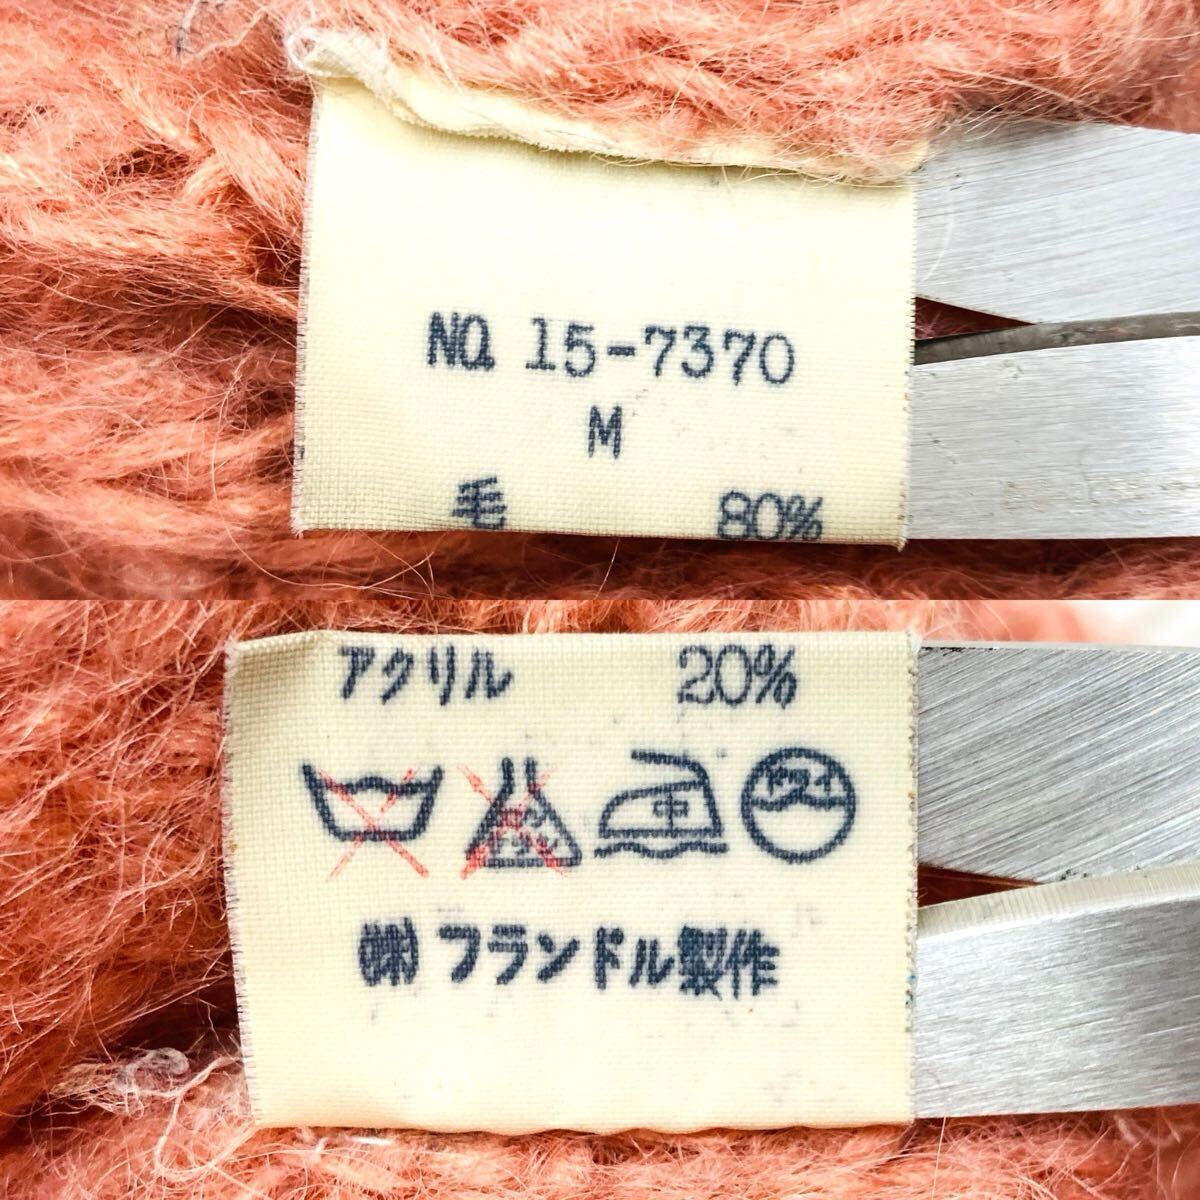 NO. 15-7370
M
毛 80%
アクリル 20%
中 ドライ
㈱フランドル製作